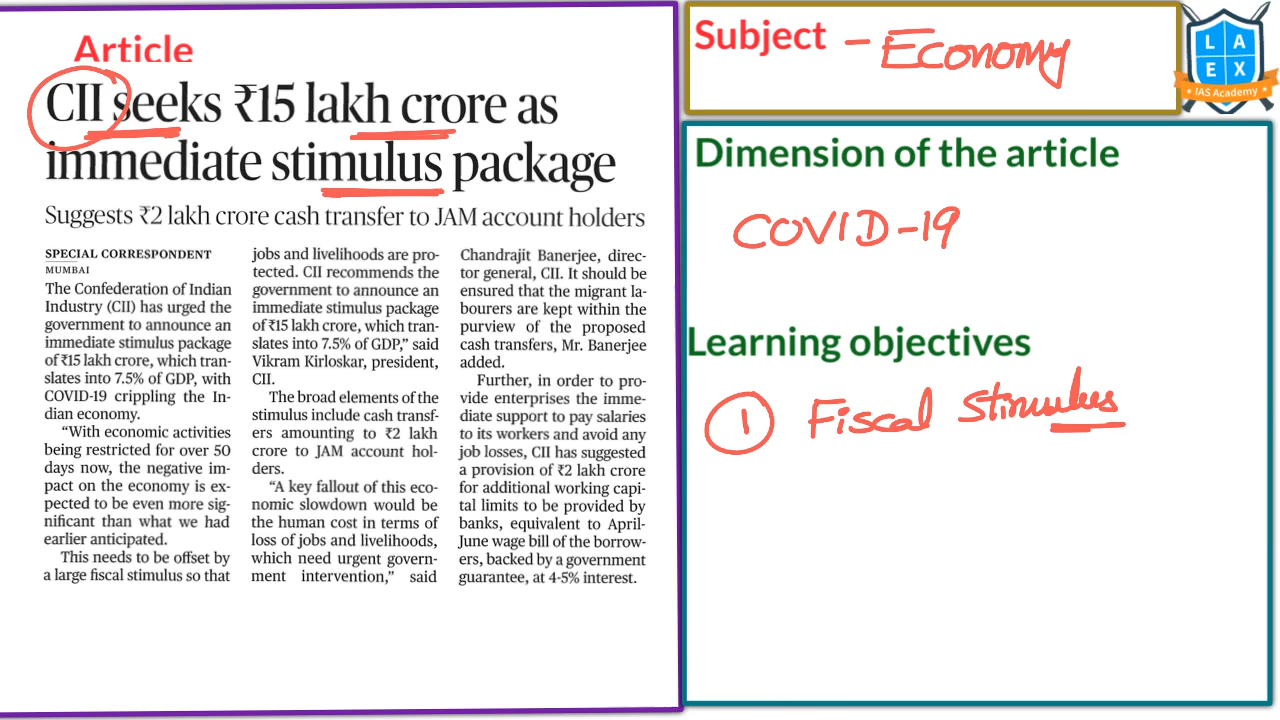 Article
CII seeks ₹15 lakh crore as
immediate stimulus package
Suggests ₹2 lakh crore cash transfer to JAM account holders
SPECIAL CORRESPONDENT
MUMBAI
The Confederation of Indian
Industry (CII) has urged the
government to announce an
immediate stimulus package
of ₹15 lakh crore, which tran-
slates into 7.5% of GDP, with
COVID-19 crippling the In-
dian economy.
“With economic activities
being restricted for over 50
days now, the negative im-
pact on the economy is ex-
pected to be even more sig-
nificant than what we had
earlier anticipated.
This needs to be offset by
a large fiscal stimulus so that
jobs and livelihoods are pro-
tected. CII recommends the
government to announce an
immediate stimulus package
of ₹15 lakh crore, which tran-
slates into 7.5% of GDP,” said
Vikram Kirloskar, president,
CII.
The broad elements of the
stimulus include cash transf-
ers amounting to ₹2 lakh
crore to JAM account hol-
ders.
“A key fallout of this eco-
nomic slowdown would be
the human cost in terms of
loss of jobs and livelihoods,
which need urgent govern-
ment intervention,” said
Chandrajit Banerjee, direc-
tor general, CII. It should be
ensured that the migrant la-
bourers are kept within the
purview of the proposed
cash transfers, Mr. Banerjee
added.
Further, in order to pro-
vide enterprises the imme-
diate support to pay salaries
to its workers and avoid any
job losses, CII has suggested
a provision of ₹2 lakh crore
for additional working capi-
tal limits to be provided by
banks, equivalent to April-
June wage bill of the borrow-
ers, backed by a government
guarantee, at 4-5% interest.
Subject - Economy
L A
E X
IAS Academy
Dimension of the article
COVID-19
Learning objectives
1 Fiscal Stimulus